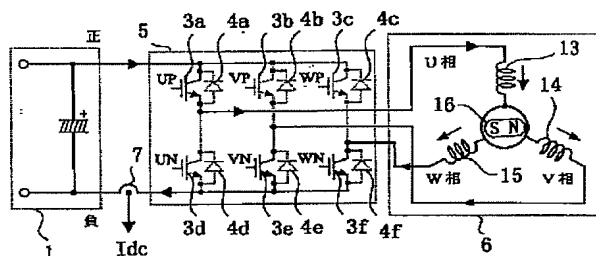 3a 4a 3b 4b 3c 4c
正 5
13
UP VP WP
U相
14
16
S N
+
7
UN VN WN
W相 15 V相
負
1 Idc
3d 4d 3e 4e 3f 4f
6